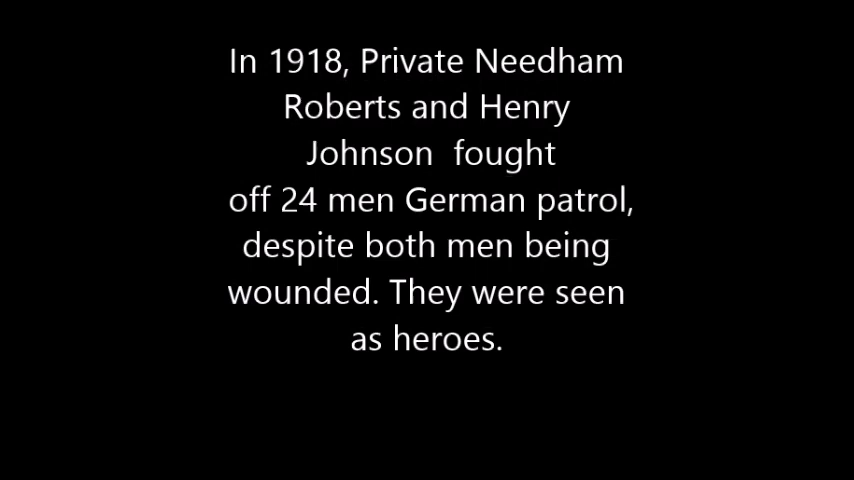 In 1918, Private Needham
Roberts and Henry
Johnson  fought
off 24 men German patrol,
despite both men being
wounded. They were seen
as heroes.